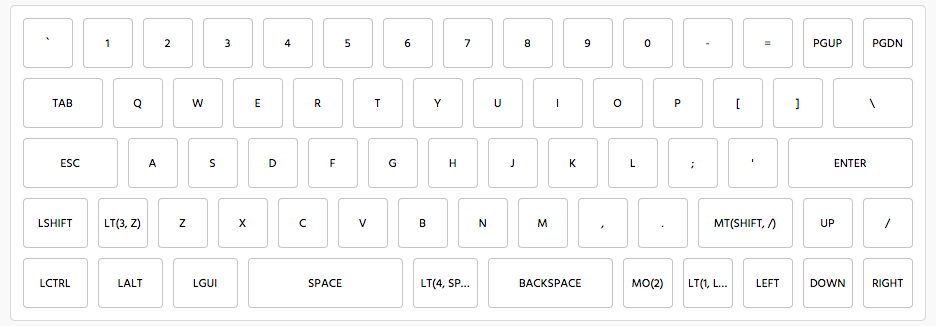 ` 1 2 3 4 5 6 7 8 9 0 - = PGUP PGDN
TAB Q W E R T Y U I O P [ ] \
ESC A S D F G H J K L ; ' ENTER
LSHIFT LT(3, Z) Z X C V B N M , . MT(SHIFT, /) UP /
LCTRL LALT LGUI SPACE LT(4, SP... BACKSPACE MO(2) LT(1, L... LEFT DOWN RIGHT